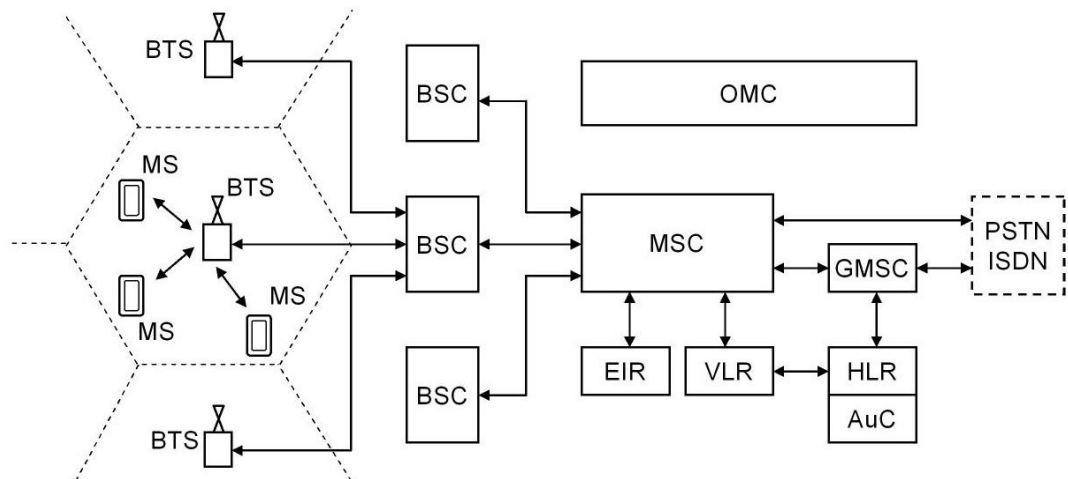 BTS
BSC
OMC
MS
BTS
BSC
MSC
PSTN
ISDN
GMSC
MS
MS
EIR
VLR
HLR
BSC
AuC
BTS